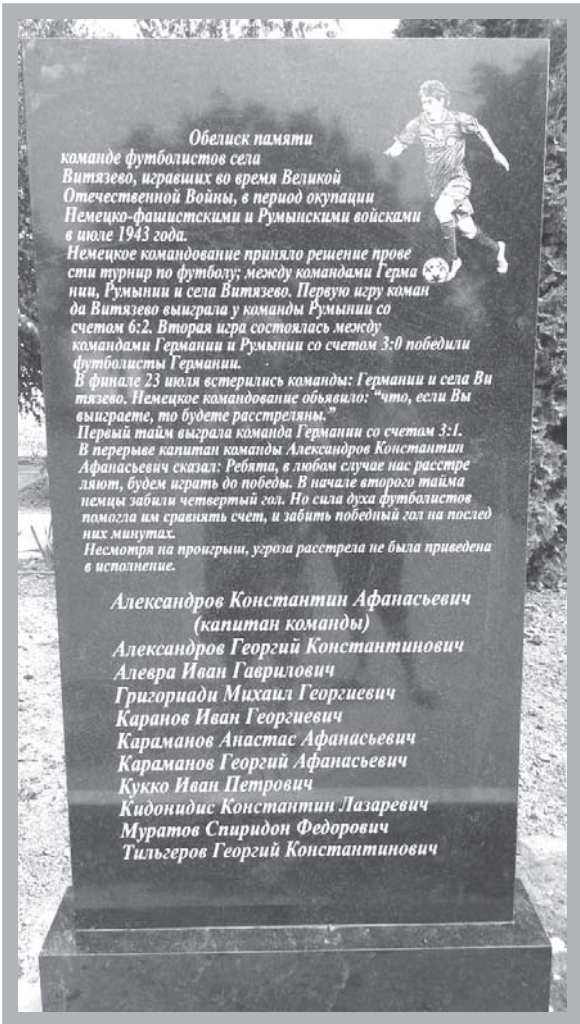 Обелиск памяти
команде футболистов села
Витязево, игравших во время Великой
Отечественной Войны, в период окупации
Немецко-фашистскими и Румынскими войсками
в июле 1943 года.
Немецкое командование приняло решение прове
сти турнир по футболу; между командами Герма
нии, Румынии и села Витязево. Первую игру коман
да Витязево выиграла у команды Румынии со
счетом 6:2. Вторая игра состоялась между
командами Германии и Румынии со счетом 3:0 победили
футболисты Германии.
В финале 23 июля встерились команды: Германии и села Ви
тязево. Немецкое командование объявило: “что, если Вы
выиграете, то будете расстреляны.”
Первый тайм выиграла команда Германии со счетом 3:1.
В перерыве капитан команды Александров Константин
Афанасьевич сказал: Ребята, в любом случае нас расстре
ляют, будем играть до победы. В начале второго тайма
немцы забили четвертый гол. Но сила духа футболистов
помогла им сравнять счет, и забить победный гол на послед
них минутах.
Несмотря на проигрыш, угроза расстрела не была приведена
в исполнение.
Александров Константин Афанасьевич
(капитан команды)
Александров Георгий Константинович
Алевра Иван Гаврилович
Григориади Михаил Георгиевич
Каранов Иван Георгиевич
Караманов Анастас Афанасьевич
Караманов Георгий Афанасьевич
Кукко Иван Петрович
Кидонидис Константин Лазаревич
Муратов Спиридон Федорович
Тильгеров Георгий Константинович